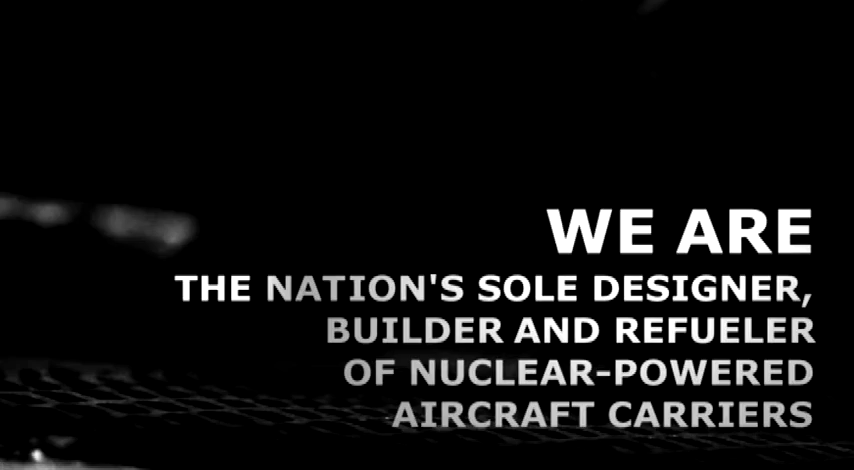 WE ARE
THE NATION'S SOLE DESIGNER,
BUILDER AND REFUELER
OF NUCLEAR-POWERED
AIRCRAFT CARRIERS